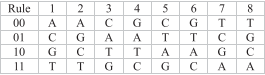 Rule 1 2 3 4 5 6 7 8
00 A A C G C G T T
01 C G A A T T C G
10 G C T T A A G C
11 T T G C G C A A